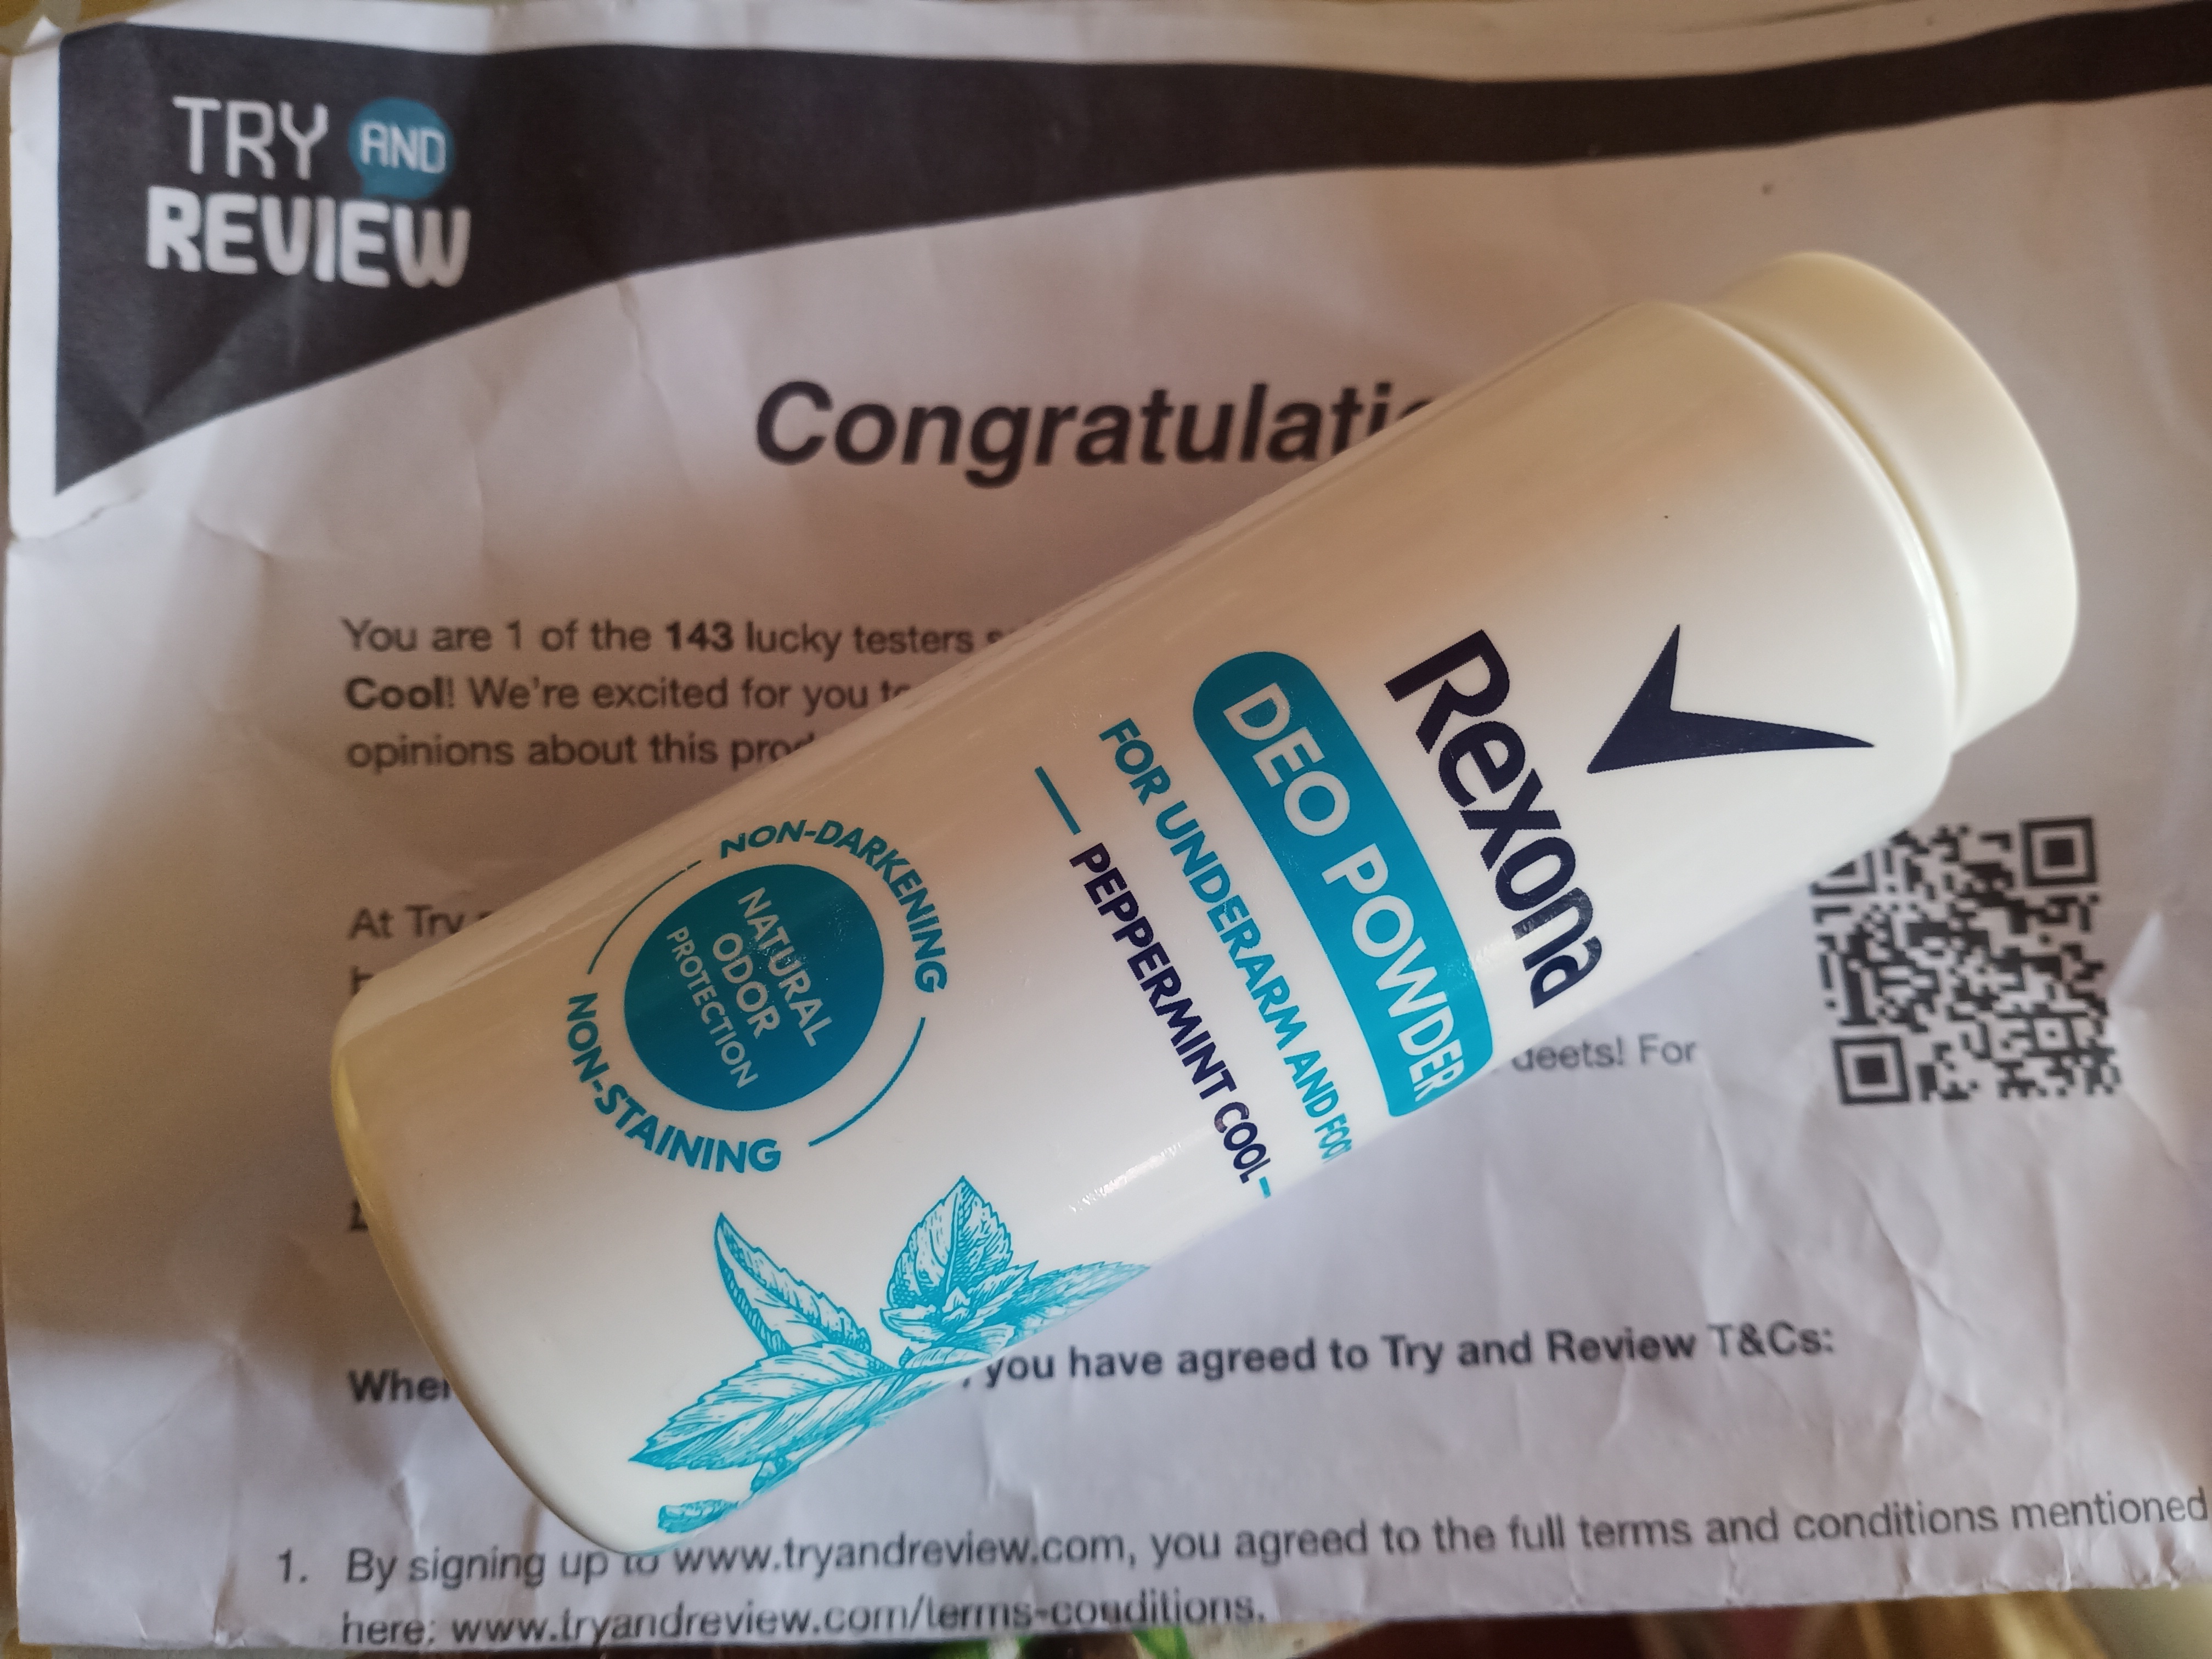 TRY AND
REVIEW
Congratulati
You are 1 of the 143 lucky testers
Cool! We're excited for you
opinions about this
At Try
deets! For
you have agreed to Try and Review T&Cs:
1. By signing up to www.tryandreview.com, you agreed to the full terms and conditions mentioned
here: www.tryandreview.com/terms-conditions.
Rexona
DEO POWDER
FOR UNDERARM AND FOOT
PEPPERMINT COOL
NON-DARKENING
NATURAL
ODOR
PROTECTION
NON-STAINING